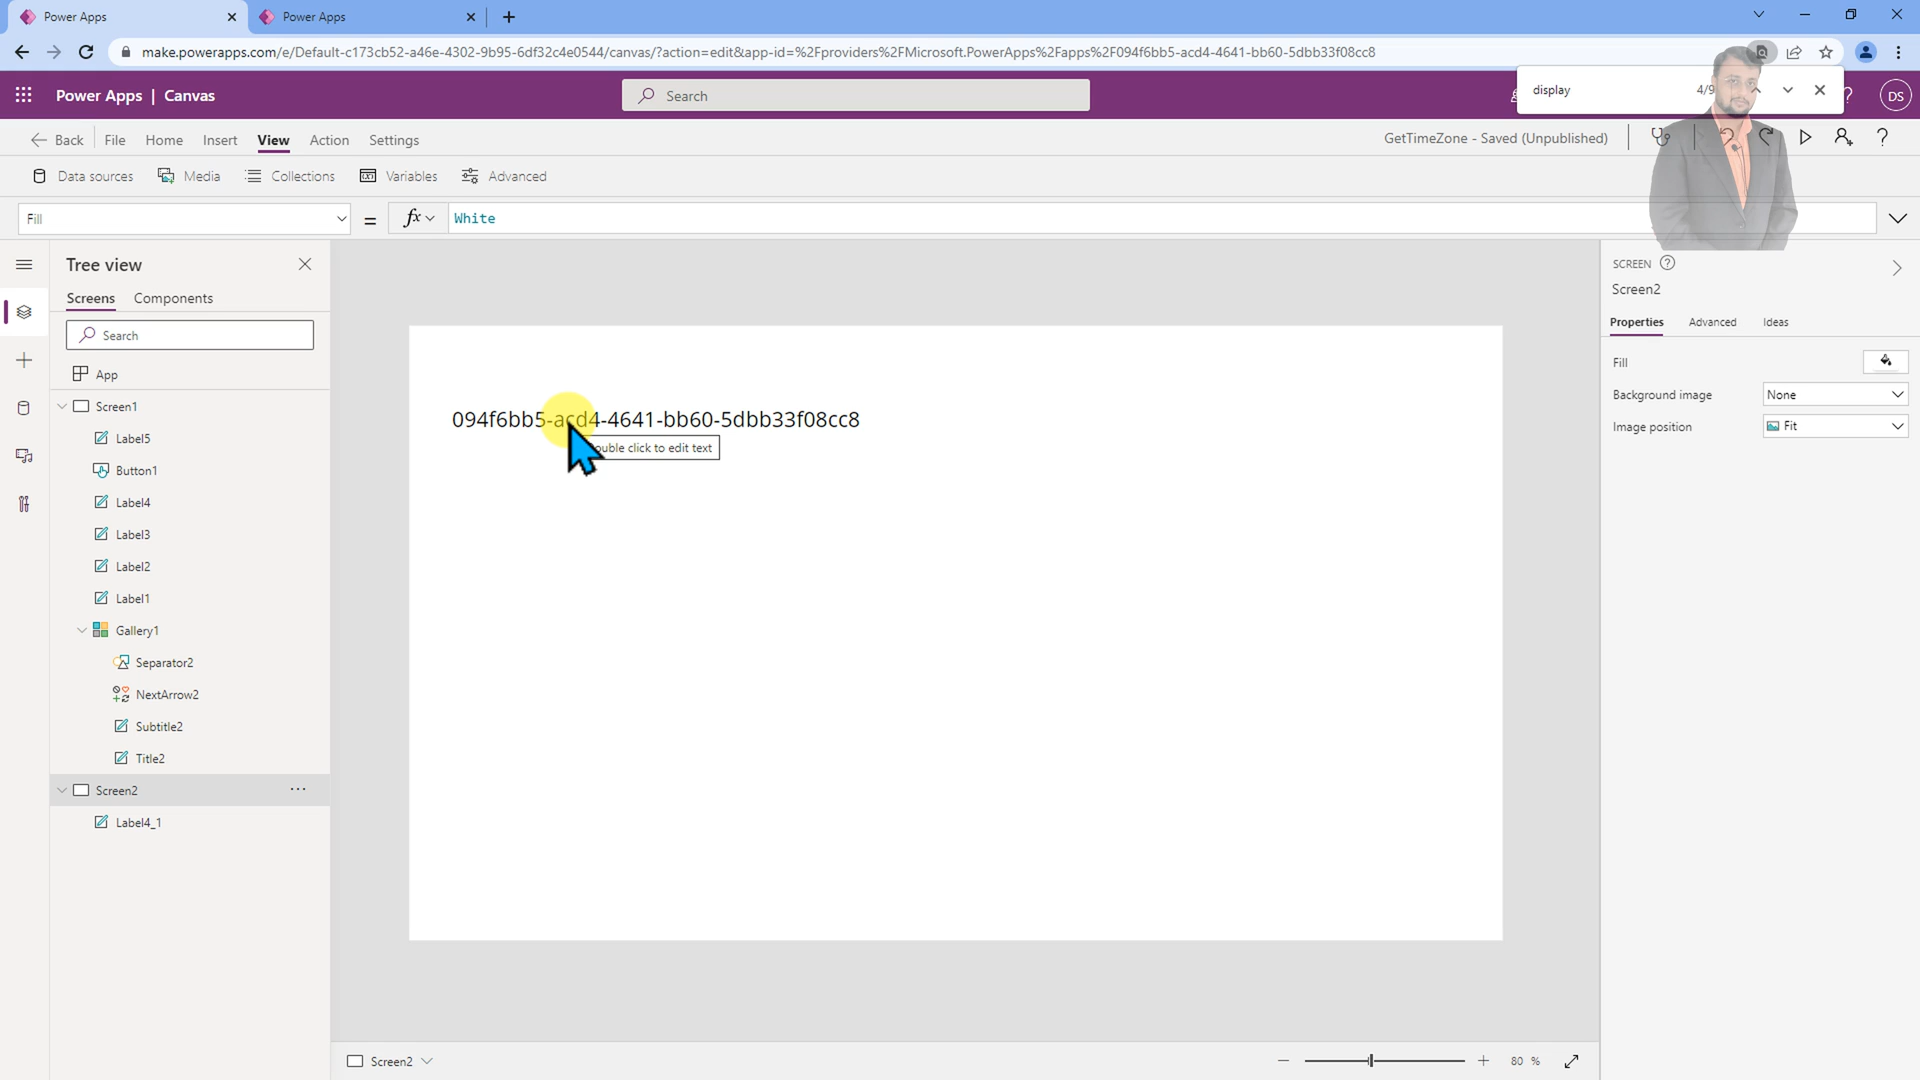 Power Apps
Power Apps
make.powerapps.com/e/Default-c173cb52-a46e-4302-9b95-6df32c4e0544/canvas/?action=edit&app-id=%2Fproviders%2FMicrosoft.PowerApps%2Fapps%2F094f6bb5-acd4-4641-bb60-5dbb33f08cc8
Power Apps | Canvas
Search
display
4/9
DS
Back
File
Home
Insert
View
Action
Settings
GetTimeZone - Saved (Unpublished)
Data sources
Media
Collections
Variables
Advanced
Fill
=
fx
White
Tree view
Screens
Components
Search
App
Screen1
Label5
Button1
Label4
Label3
Label2
Label1
Gallery1
Separator2
NextArrow2
Subtitle2
Title2
Screen2
Label4_1
094f6bb5-acd4-4641-bb60-5dbb33f08cc8
click to edit text
SCREEN
Screen2
Properties
Advanced
Ideas
Fill
Background image
None
Image position
Fit
Screen2
80 %